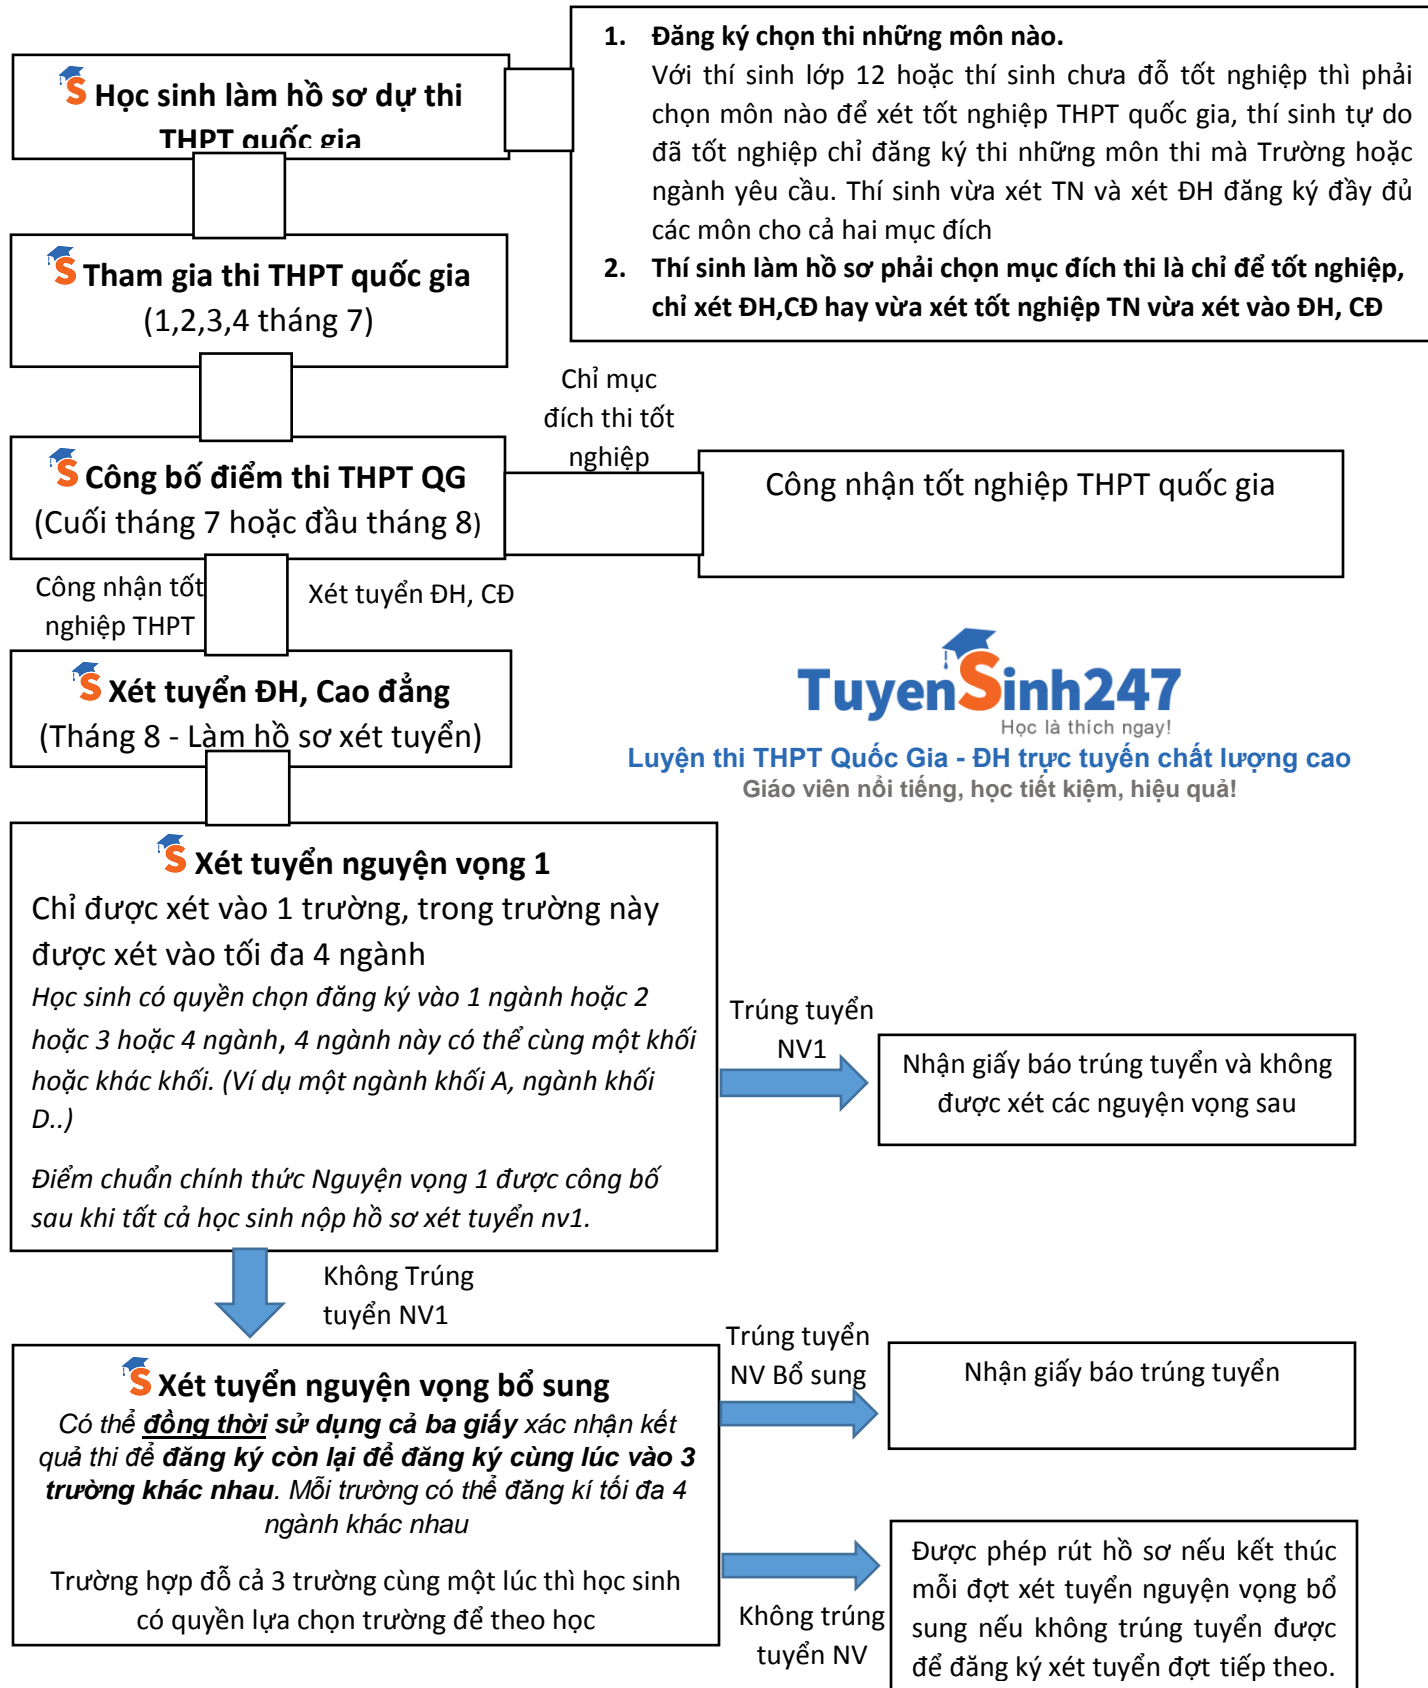 Học sinh làm hồ sơ dự thi
THPT quốc gia
1. Đăng ký chọn thi những môn nào.
Với thí sinh lớp 12 hoặc thí sinh chưa đỗ tốt nghiệp thì phải
chọn môn nào để xét tốt nghiệp THPT quốc gia, thí sinh tự do
đã tốt nghiệp chỉ đăng ký thi những môn thi mà Trường hoặc
ngành yêu cầu. Thí sinh vừa xét TN và xét ĐH đăng ký đầy đủ
các môn cho cả hai mục đích
2. Thí sinh làm hồ sơ phải chọn mục đích thi là chỉ để tốt nghiệp,
chỉ xét ĐH,CĐ hay vừa xét tốt nghiệp TN vừa xét vào ĐH, CĐ
Tham gia thi THPT quốc gia
(1,2,3,4 tháng 7)
Chỉ mục
đích thi tốt
nghiệp
Công bố điểm thi THPT QG
(Cuối tháng 7 hoặc đầu tháng 8)
Công nhận tốt nghiệp THPT quốc gia
Công nhận tốt
nghiệp THPT
Xét tuyển ĐH, CĐ
Xét tuyển ĐH, Cao đẳng
(Tháng 8 - Làm hồ sơ xét tuyển)
TuyenSinh247
Học là thích ngay!
Luyện thi THPT Quốc Gia - ĐH trực tuyến chất lượng cao
Giáo viên nổi tiếng, học tiết kiệm, hiệu quả!
Xét tuyển nguyện vọng 1
Chỉ được xét vào 1 trường, trong trường này
được xét vào tối đa 4 ngành
Học sinh có quyền chọn đăng ký vào 1 ngành hoặc 2
hoặc 3 hoặc 4 ngành, 4 ngành này có thể cùng một khối
hoặc khác khối. (Ví dụ một ngành khối A, ngành khối
D..)
Điểm chuẩn chính thức Nguyện vọng 1 được công bố
sau khi tất cả học sinh nộp hồ sơ xét tuyển nv1.
Trúng tuyển
NV1
Nhận giấy báo trúng tuyển và không
được xét các nguyện vọng sau
Không Trúng
tuyển NV1
Xét tuyển nguyện vọng bổ sung
Có thể đồng thời sử dụng cả ba giấy xác nhận kết
quả thi để đăng ký còn lại để đăng ký cùng lúc vào 3
trường khác nhau. Mỗi trường có thể đăng kí tối đa 4
ngành khác nhau
Trường hợp đỗ cả 3 trường cùng một lúc thì học sinh
có quyền lựa chọn trường để theo học
Trúng tuyển
NV Bổ sung
Nhận giấy báo trúng tuyển
Không trúng
tuyển NV
Được phép rút hồ sơ nếu kết thúc
mỗi đợt xét tuyển nguyện vọng bổ
sung nếu không trúng tuyển được
để đăng ký xét tuyển đợt tiếp theo.